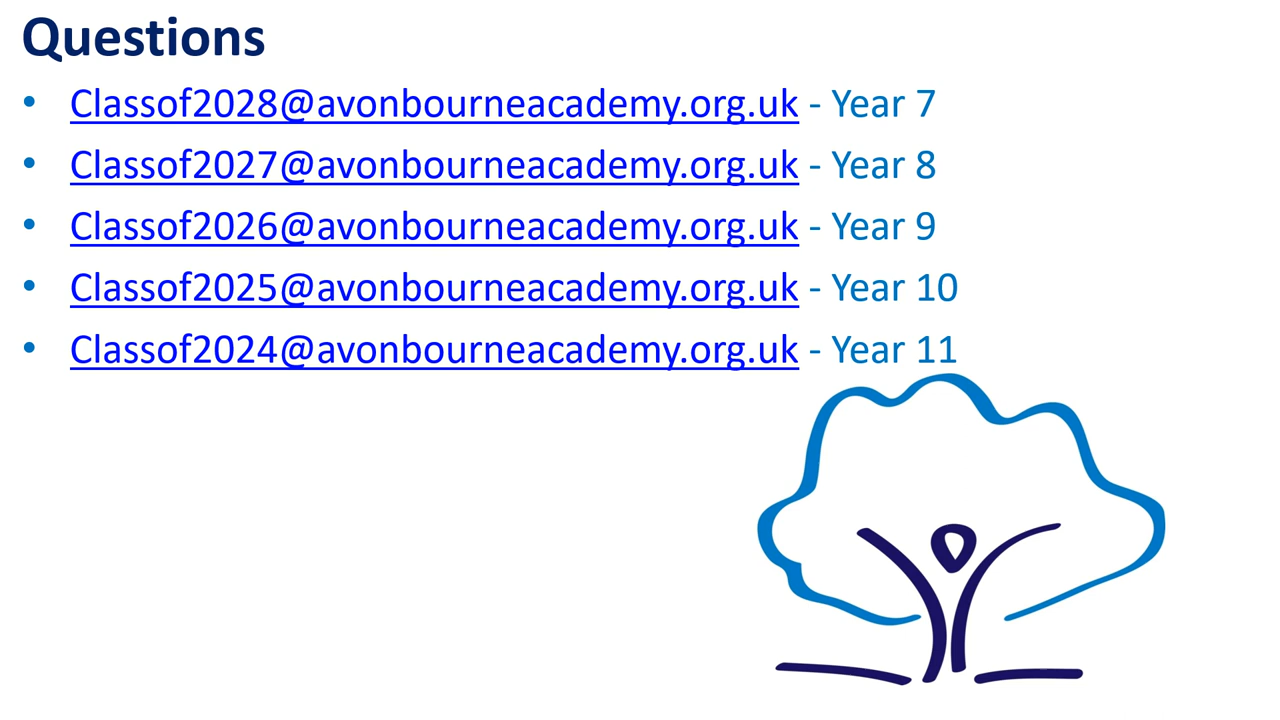 Questions
• Classof2028@avonbourneacademy.org.uk - Year 7
• Classof2027@avonbourneacademy.org.uk - Year 8
• Classof2026@avonbourneacademy.org.uk - Year 9
• Classof2025@avonbourneacademy.org.uk - Year 10
• Classof2024@avonbourneacademy.org.uk - Year 11